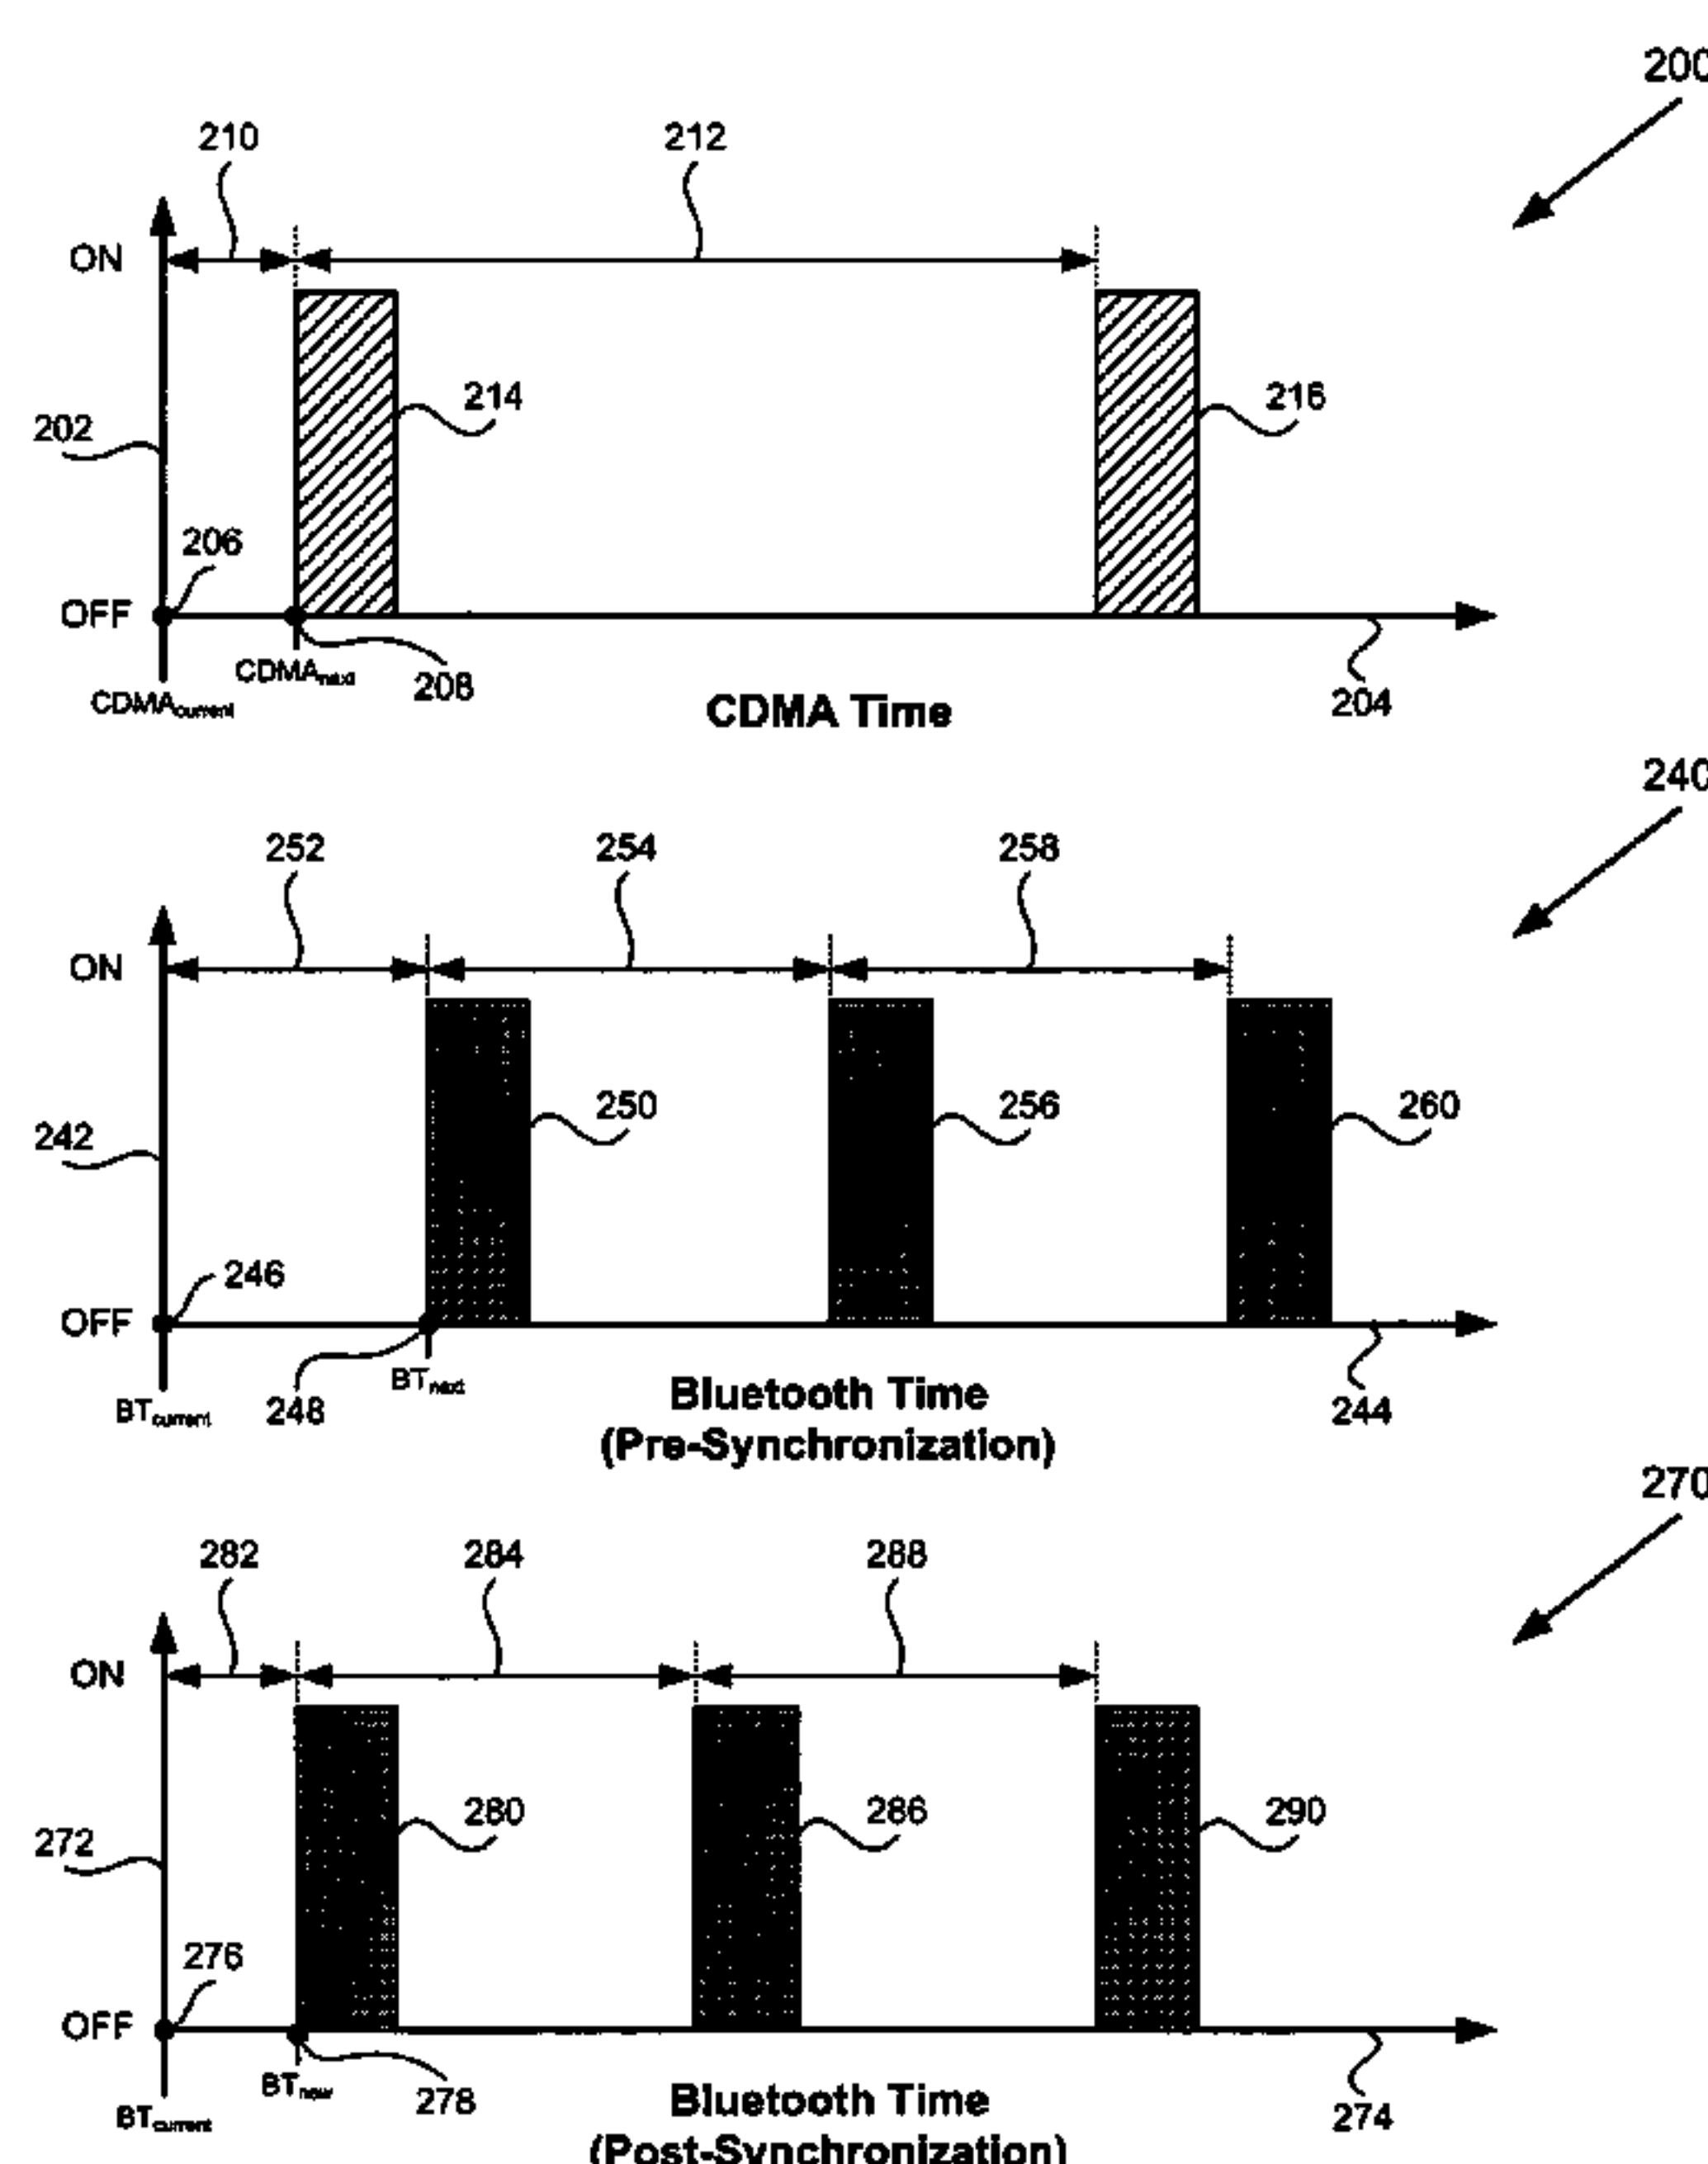 200
210 212
ON
214 216
202
206
OFF
CDMAnext
208
CDMAcurrent
CDMA Time
204
240
252 254 258
ON
250 256 260
242
246
OFF
BTnext
BTcurrent
248
Bluetooth Time
244
(Pre-Synchronization)
270
282 284 288
ON
280 286 290
272
276
OFF
BTnew
278
BTcurrent
Bluetooth Time
274
(Post-Synchronization)